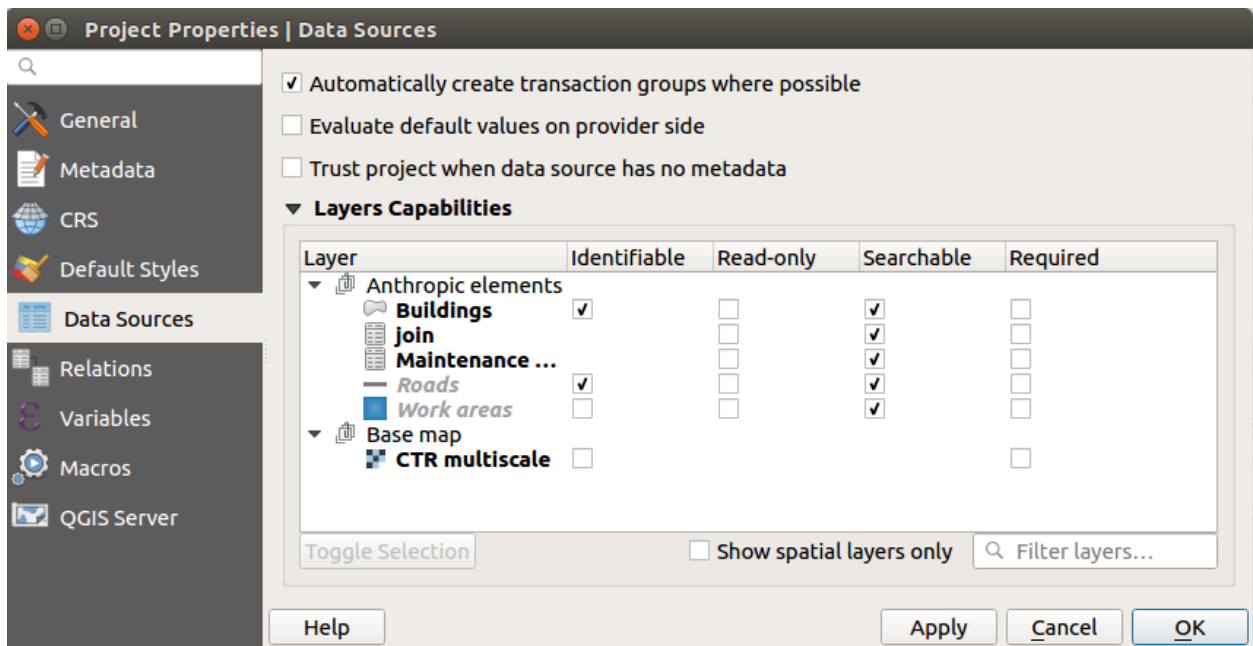 Project Properties | Data Sources
General
Metadata
CRS
Default Styles
Data Sources
Relations
Variables
Macros
QGIS Server
Automatically create transaction groups where possible
Evaluate default values on provider side
Trust project when data source has no metadata
Layers Capabilities
Layer Identifiable Read-only Searchable Required
Anthropic elements
Buildings
join
Maintenance ...
Roads
Work areas
Base map
CTR multiscale
Toggle Selection Show spatial layers only Filter layers...
Help Apply Cancel OK